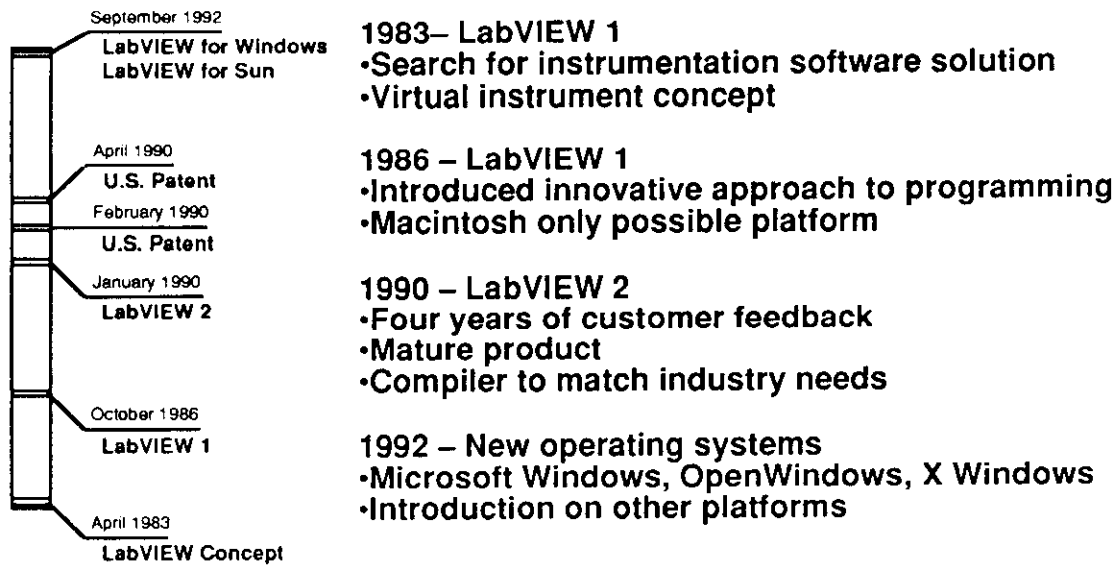 September 1992
LabVIEW for Windows
LabVIEW for Sun
April 1990
U.S. Patent
February 1990
U.S. Patent
January 1990
LabVIEW 2
October 1986
LabVIEW 1
April 1983
LabVIEW Concept
1983– LabVIEW 1
•Search for instrumentation software solution
•Virtual instrument concept
1986 – LabVIEW 1
•Introduced innovative approach to programming
•Macintosh only possible platform
1990 – LabVIEW 2
•Four years of customer feedback
•Mature product
•Compiler to match industry needs
1992 – New operating systems
•Microsoft Windows, OpenWindows, X Windows
•Introduction on other platforms